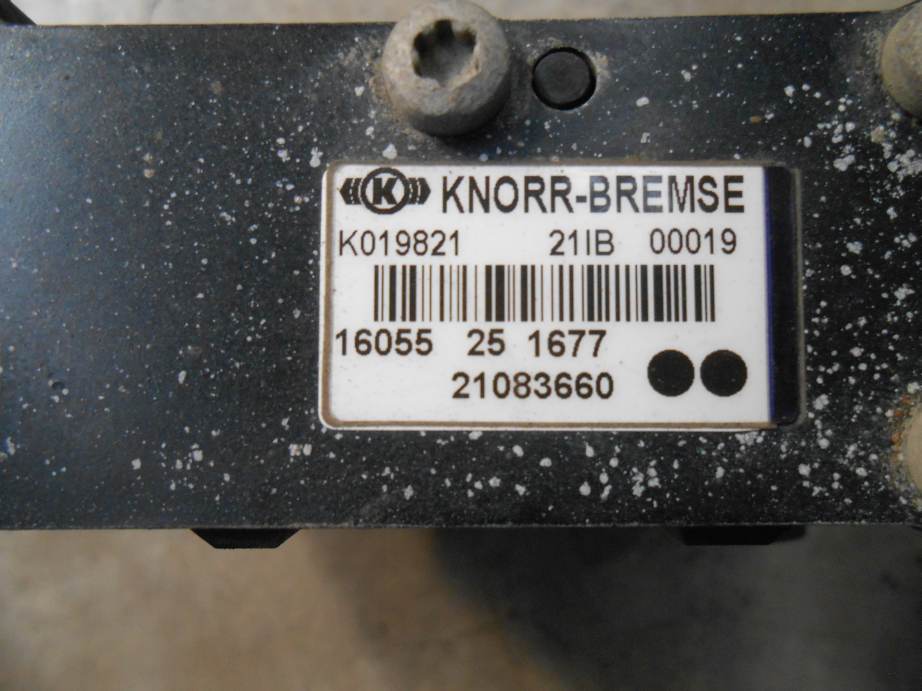 K KNORR-BREMSE
K019821 21IB 00019
16055 25 1677
21083660